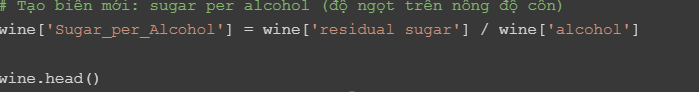 # Tạo biến mới: sugar per alcohol (độ ngọt trên nồng độ cồn)
wine['Sugar_per_Alcohol'] = wine['residual sugar'] / wine['alcohol']
wine.head()